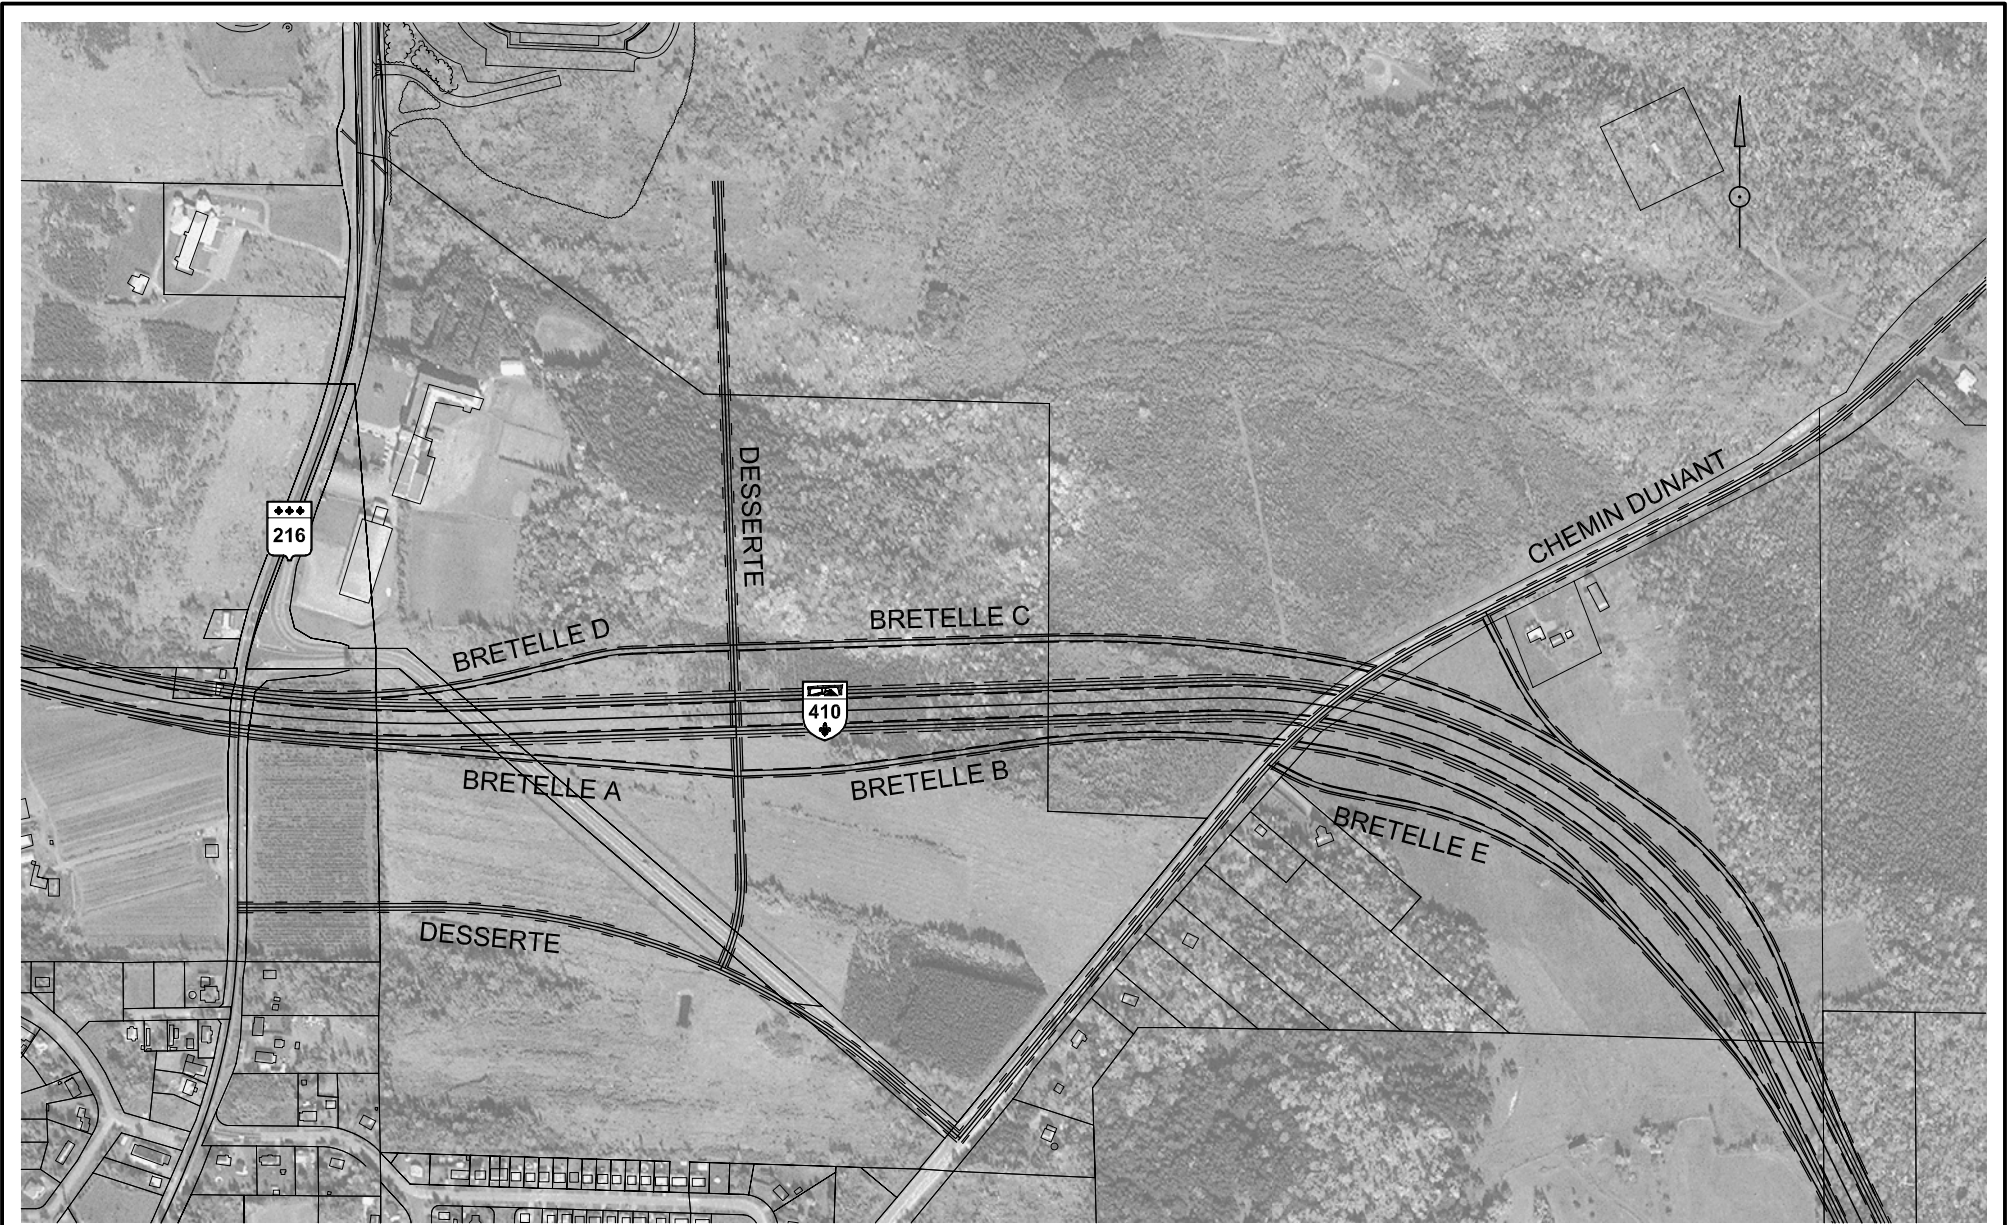 DESSERTE
CHEMIN DUNANT
216
BRETELLE D
BRETELLE C
410
BRETELLE A
BRETELLE B
BRETELLE E
DESSERTE